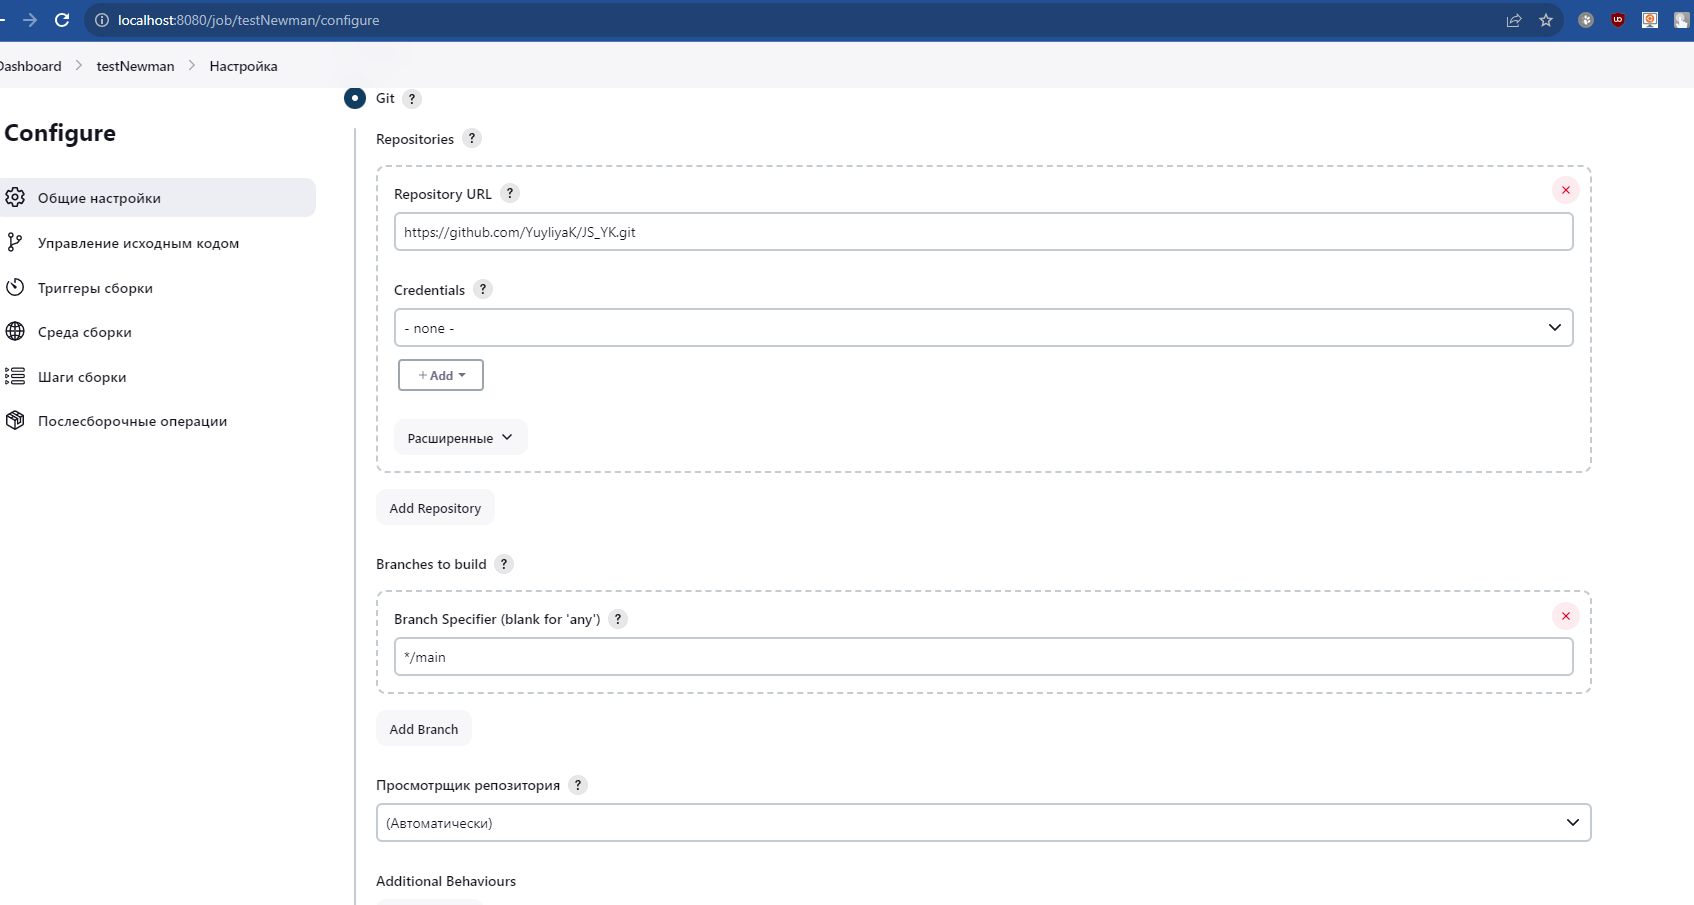 localhost:8080/job/testNewman/configure
Dashboard > testNewman > Настройка
Configure
Общие настройки
Управление исходным кодом
Триггеры сборки
Среда сборки
Шаги сборки
Послесборочные операции
Git ?
Repositories ?
Repository URL ?
https://github.com/YuyliyaK/JS_YK.git
Credentials ?
- none -
+ Add
Расширенные
Add Repository
Branches to build ?
Branch Specifier (blank for 'any') ?
*/main
Add Branch
Просмотрщик репозитория ?
(Автоматически)
Additional Behaviours